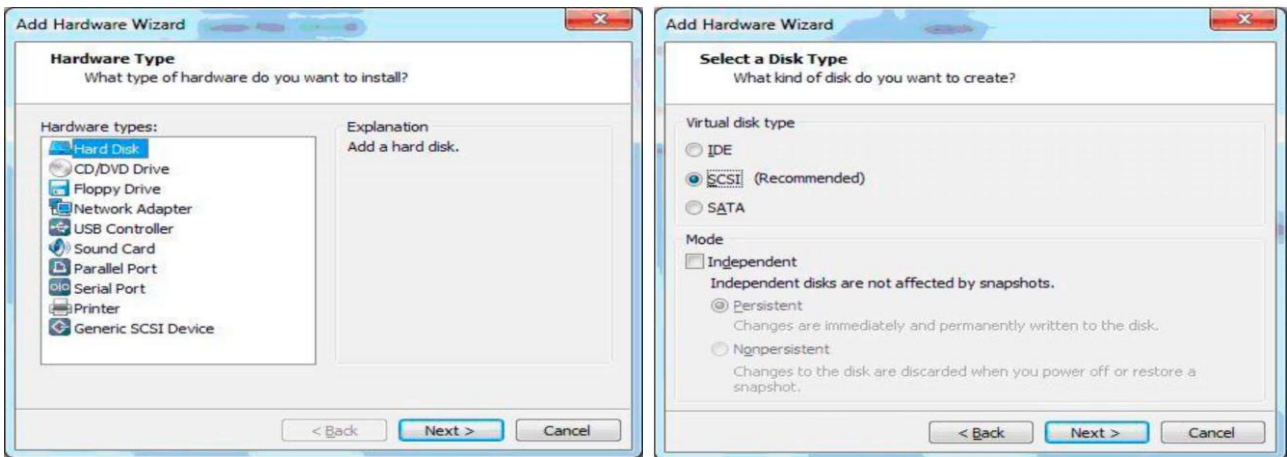 Add Hardware Wizard
Hardware Type
What type of hardware do you want to install?
Hardware types:
Hard Disk
CD/DVD Drive
Floppy Drive
Network Adapter
USB Controller
Sound Card
Parallel Port
Serial Port
Printer
Generic SCSI Device
Explanation
Add a hard disk.
< Back
Next >
Cancel
Add Hardware Wizard
Select a Disk Type
What kind of disk do you want to create?
Virtual disk type
IDE
SCSI (Recommended)
SATA
Mode
Independent
Independent disks are not affected by snapshots.
Persistent
Changes are immediately and permanently written to the disk.
Nonpersistent
Changes to the disk are discarded when you power off or restore a
snapshot.
< Back
Next >
Cancel